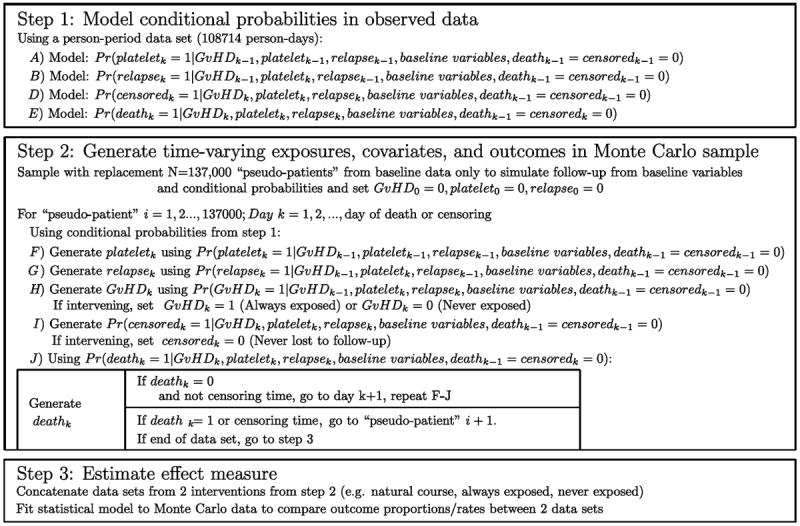 Step 1: Model conditional probabilities in observed data
Using a person-period data set (108714 person-days):
A) Model: Pr(platelet_k = 1|GvHD_{k−1}, platelet_{k−1}, relapse_{k−1}, baseline variables, death_{k−1} = censored_{k−1} = 0)
B) Model: Pr(relapse_k = 1|GvHD_{k−1}, platelet_k, relapse_{k−1}, baseline variables, death_{k−1} = censored_{k−1} = 0)
D) Model: Pr(censored_k = 1|GvHD_k, platelet_k, relapse_k, baseline variables, death_{k−1} = censored_{k−1} = 0)
E) Model: Pr(death_k = 1|GvHD_k, platelet_k, relapse_k, baseline variables, death_{k−1} = censored_k = 0)
Step 2: Generate time-varying exposures, covariates, and outcomes in Monte Carlo sample
Sample with replacement N=137,000 “pseudo-patients” from baseline data only to simulate follow-up from baseline variables
and conditional probabilities and set GvHD_0 = 0, platelet_0 = 0, relapse_0 = 0
For “pseudo-patient” i = 1, 2..., 137000; Day k = 1, 2, ..., day of death or censoring
Using conditional probabilities from step 1:
F) Generate platelet_k using Pr(platelet_k = 1|GvHD_{k−1}, platelet_{k−1}, relapse_{k−1}, baseline variables, death_{k−1} = censored_{k−1} = 0)
G) Generate relapse_k using Pr(relapse_k = 1|GvHD_{k−1}, platelet_k, relapse_{k−1}, baseline variables, death_{k−1} = censored_{k−1} = 0)
H) Generate GvHD_k using Pr(GvHD_k = 1|GvHD_{k−1}, platelet_k, relapse_k, baseline variables, death_{k−1} = censored_{k−1} = 0)
If intervening, set GvHD_k = 1 (Always exposed) or GvHD_k = 0 (Never exposed)
I) Generate Pr(censored_k = 1|GvHD_k, platelet_k, relapse_k, baseline variables, death_{k−1} = censored_{k−1} = 0)
If intervening, set censored_k = 0 (Never lost to follow-up)
J) Using Pr(death_k = 1|GvHD_k, platelet_k, relapse_k, baseline variables, death_{k−1} = censored_k = 0):
Generate
death_k
If death_k = 0
and not censoring time, go to day k+1, repeat F-J
If death _k= 1 or censoring time, go to “pseudo-patient” i + 1.
If end of data set, go to step 3
Step 3: Estimate effect measure
Concatenate data sets from 2 interventions from step 2 (e.g. natural course, always exposed, never exposed)
Fit statistical model to Monte Carlo data to compare outcome proportions/rates between 2 data sets